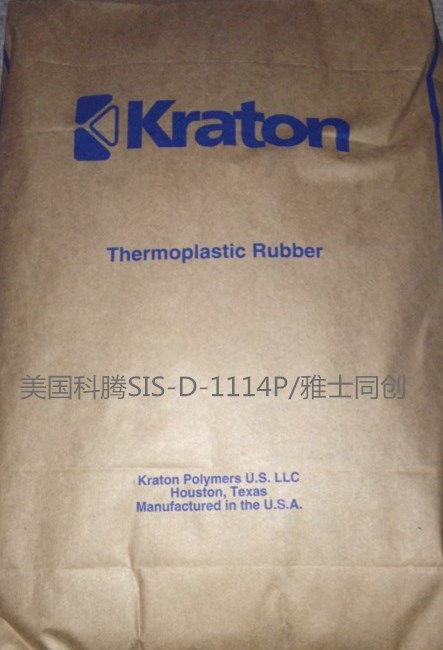 Kraton
Thermoplastic Rubber
美国科腾SIS-D-1114P/雅士同创
Kraton Polymers U.S. LLC
Houston, Texas
Manufactured in the U.S.A.